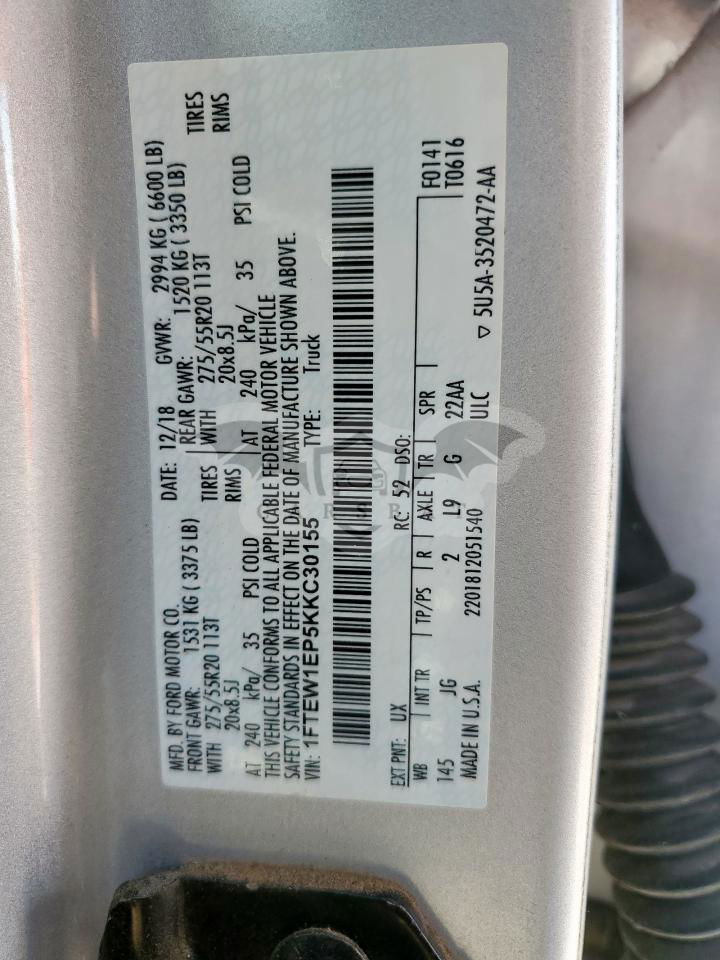 MFD. BY FORD MOTOR CO. DATE: 12/18 GVWR: 2994 KG ( 6600 LB)
FRONT GAWR: 1531 KG ( 3375 LB) REAR GAWR: 1520 KG ( 3350 LB)
WITH 275/55R20 113T TIRES WITH 275/55R20 113T TIRES
20x8.5J RIMS 20x8.5J RIMS
AT 240 kPa/ 35 PSI COLD AT 240 kPa/ 35 PSI COLD
THIS VEHICLE CONFORMS TO ALL APPLICABLE FEDERAL MOTOR VEHICLE
SAFETY STANDARDS IN EFFECT ON THE DATE OF MANUFACTURE SHOWN ABOVE.
VIN: 1FTEW1EP5KKC30155 TYPE: Truck
EXT PNT: UX RC: 52 DSO: F0141
WB INT TR TP/PS R AXLE TR SPR T0616
145 JG 2 L9 G 22AA
MADE IN U.S.A. 2201812051540 ULC
▽ 5U5A-3520472-AA